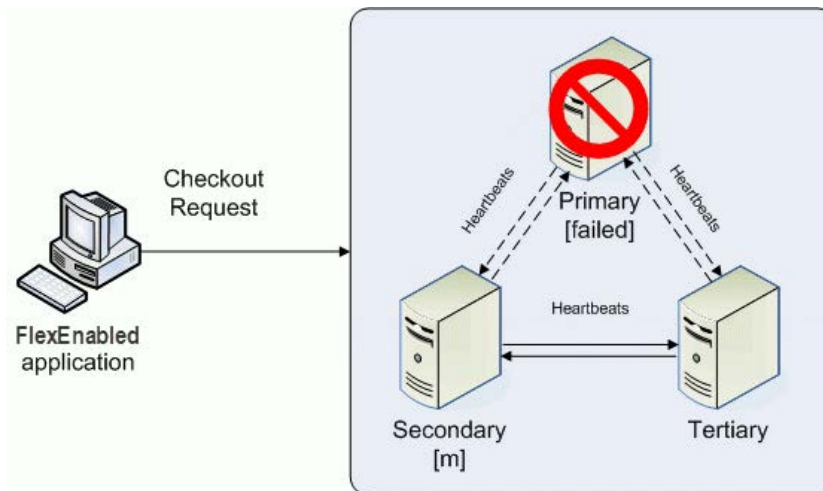 Checkout
Request
FlexEnabled
application
Primary
[failed]
Heartbeats
Heartbeats
Heartbeats
Secondary
[m]
Tertiary